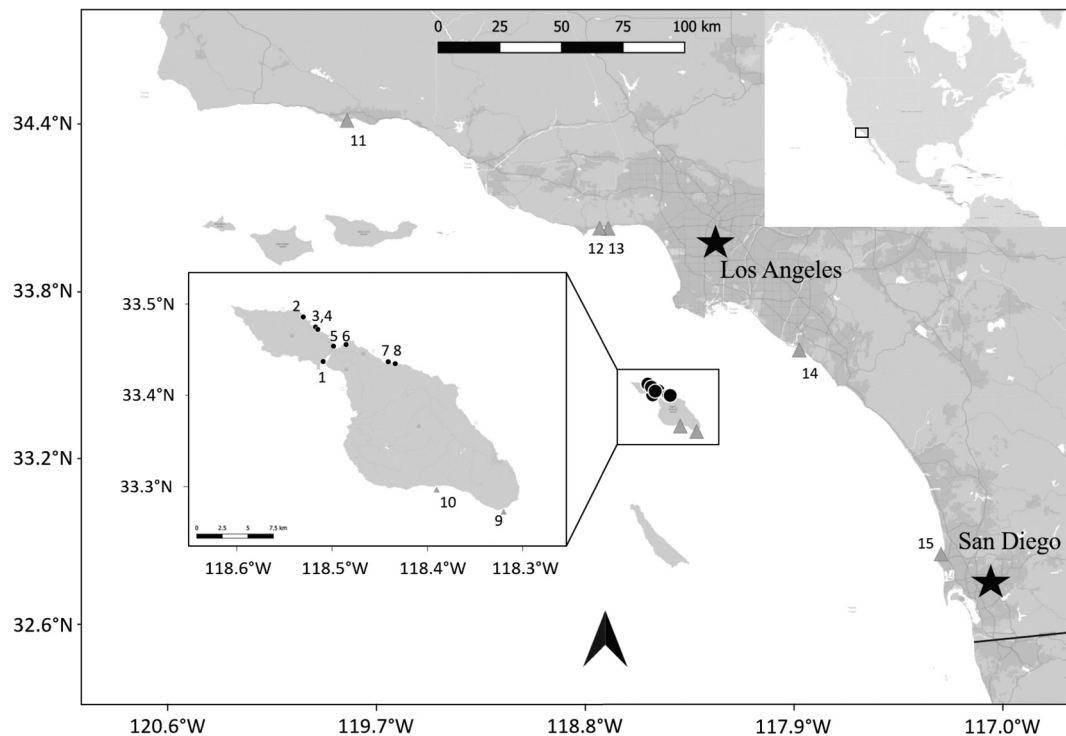 0 25 50 75 100 km
34.4°N
11
12 13
Los Angeles
33.8°N
33.5°N
2
3,4
5 6
7 8
1
14
33.4°N
33.2°N
33.3°N
10
9
0 2.5 5 7.5 km
15
San Diego
118.6°W 118.5°W 118.4°W 118.3°W
32.6°N
120.6°W 119.7°W 118.8°W 117.9°W 117.0°W